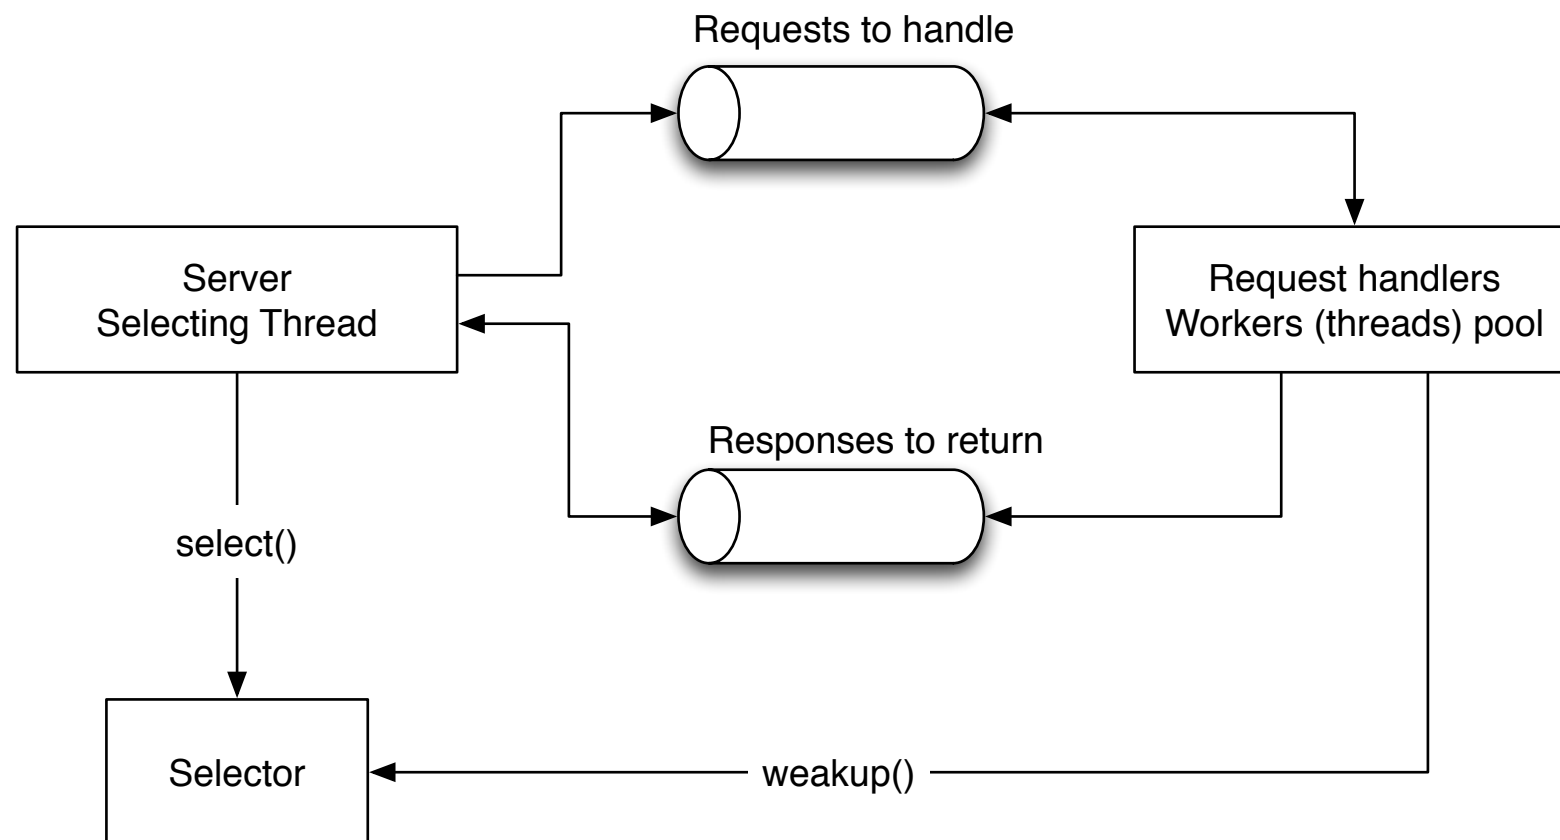 Requests to handle
Server
Selecting Thread
Request handlers
Workers (threads) pool
Responses to return
select()
Selector
weakup()